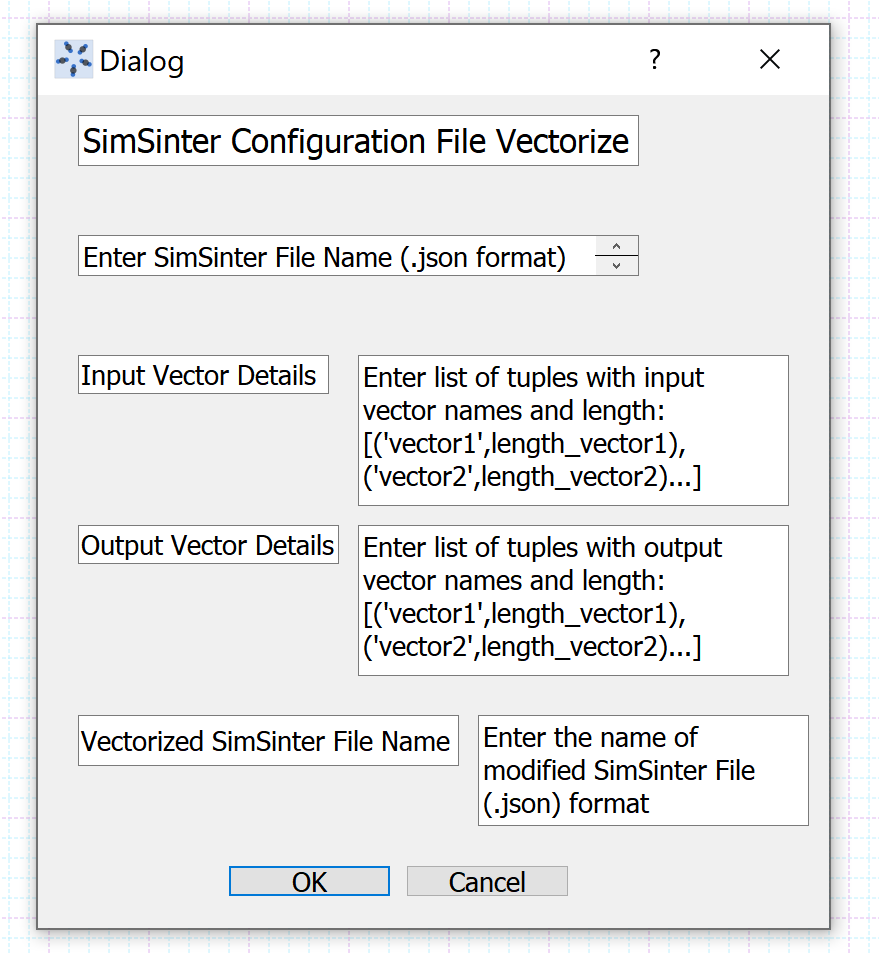 Dialog
?
SimSinter Configuration File Vectorize
Enter SimSinter File Name (.json format)
Input Vector Details
Enter list of tuples with input
vector names and length:
[('vector1',length_vector1),
('vector2',length_vector2)...]
Output Vector Details
Enter list of tuples with output
vector names and length:
[('vector1',length_vector1),
('vector2',length_vector2)...]
Vectorized SimSinter File Name
Enter the name of
modified SimSinter File
(.json) format
OK
Cancel